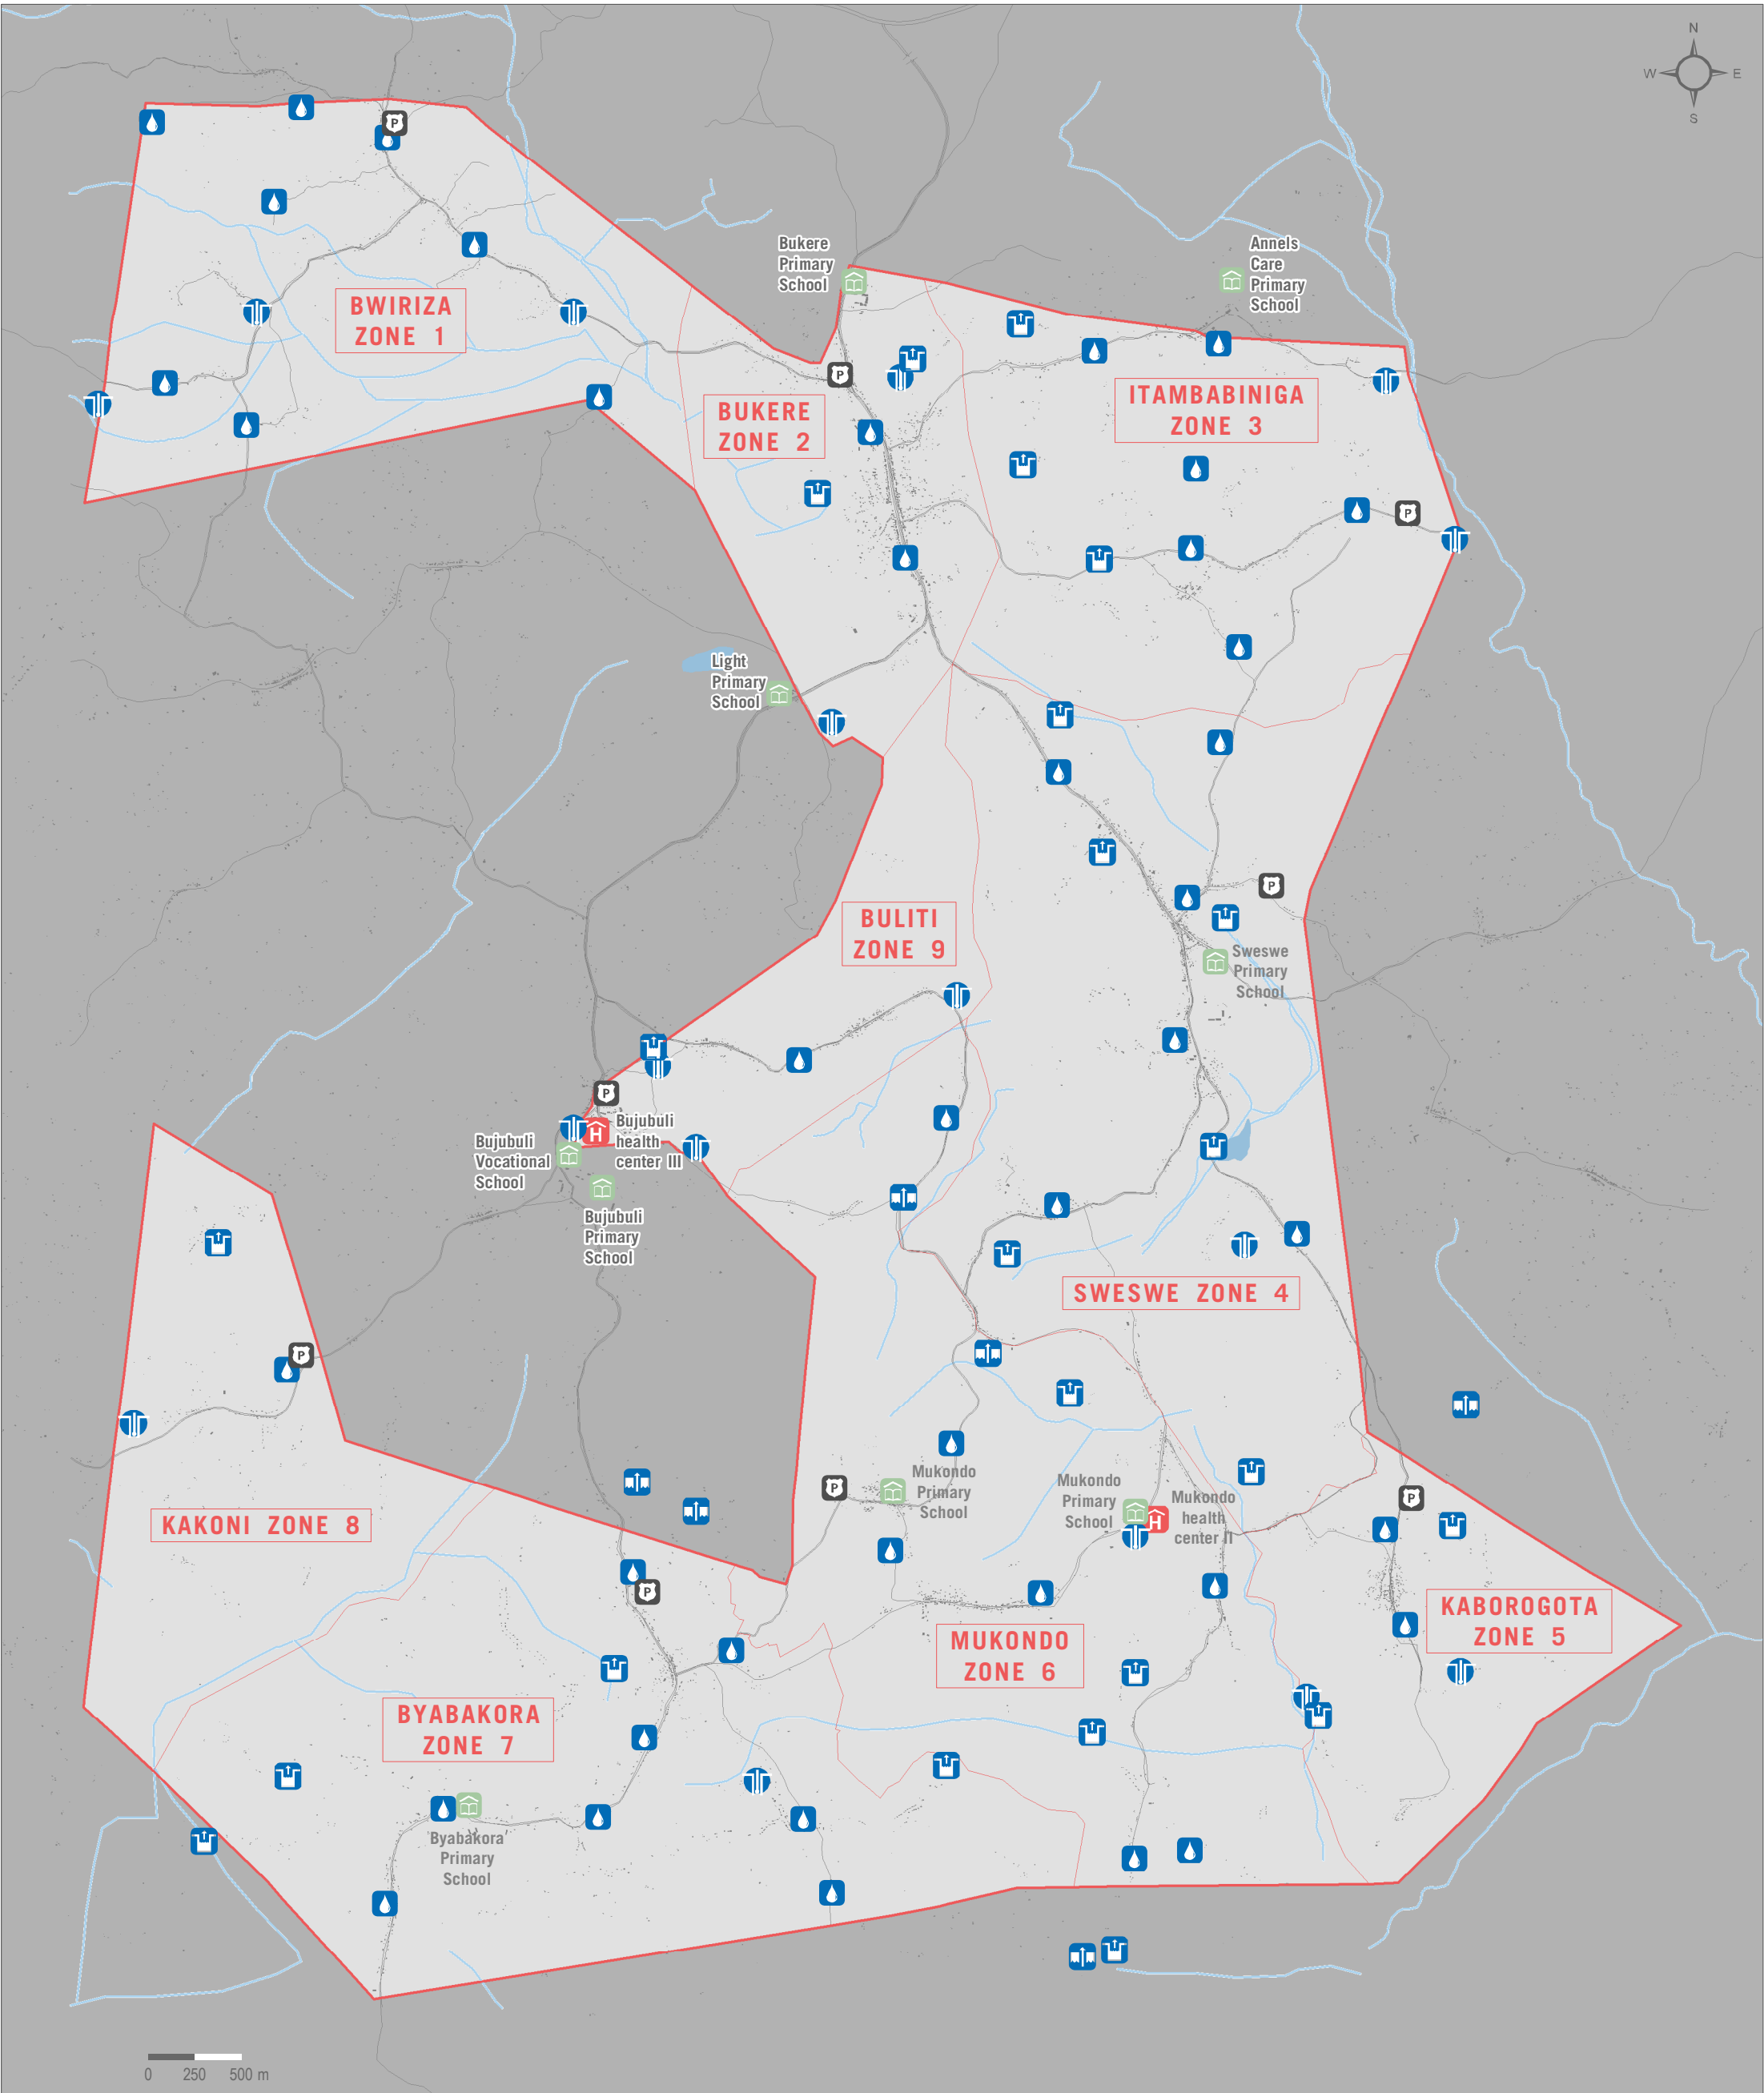 N
W E
S
Bukere
Primary
School
Annels
Care
Primary
School
BWIRIZA
ZONE 1
BUKERE
ZONE 2
ITAMBABINIGA
ZONE 3
Light
Primary
School
BULITI
ZONE 9
Sweswe
Primary
School
Bujubuli
health
center III
Bujubuli
Vocational
School
Bujubuli
Primary
School
SWESWE ZONE 4
Mukondo
Primary
School
Mukondo
Primary
School
Mukondo
health
center II
KAKONI ZONE 8
KABOROGOTA
ZONE 5
MUKONDO
ZONE 6
BYABAKORA
ZONE 7
Byabakora
Primary
School
0 250 500 m
P
P
P
P
P
P
P
P
P
H
H